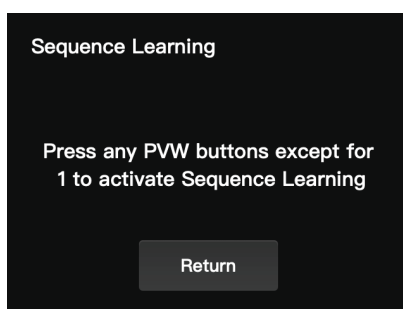 Sequence Learning
Press any PVW buttons except for
1 to activate Sequence Learning
Return